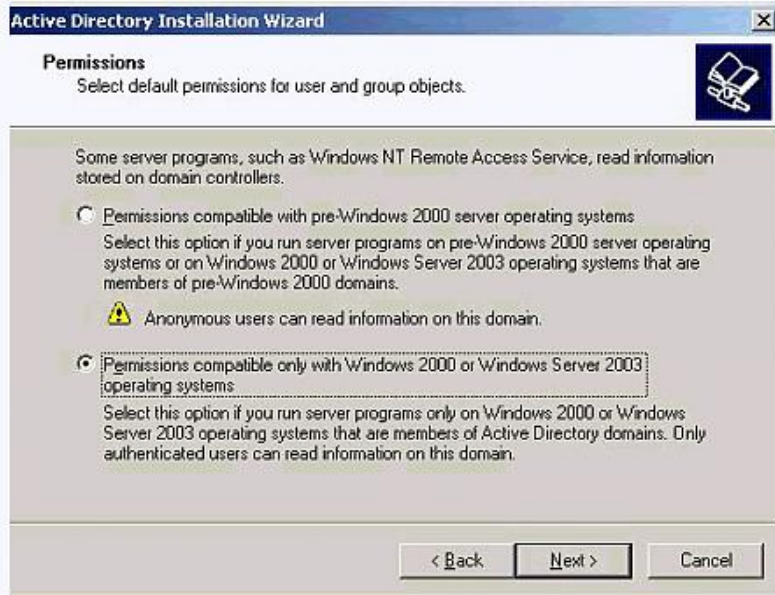 Active Directory Installation Wizard
Permissions
Select default permissions for user and group objects.
Some server programs, such as Windows NT Remote Access Service, read information
stored on domain controllers.
Permissions compatible with pre-Windows 2000 server operating systems
Select this option if you run server programs on pre-Windows 2000 server operating
systems or on Windows 2000 or Windows Server 2003 operating systems that are
members of pre-Windows 2000 domains.
Anonymous users can read information on this domain.
Permissions compatible only with Windows 2000 or Windows Server 2003
operating systems
Select this option if you run server programs only on Windows 2000 or Windows
Server 2003 operating systems that are members of Active Directory domains. Only
authenticated users can read information on this domain.
< Back Next > Cancel